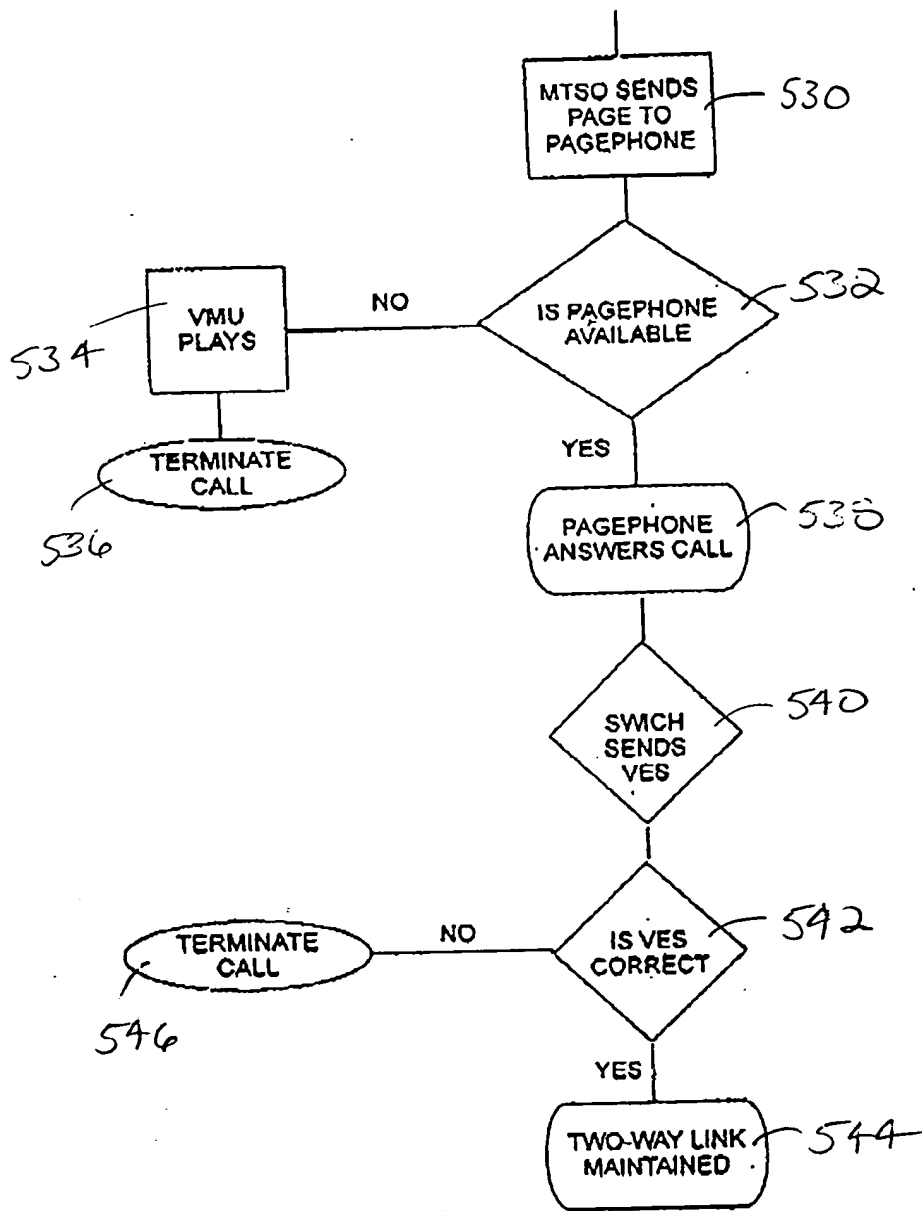 MTSO SENDS
PAGE TO
PAGEPHONE
530
IS PAGEPHONE
AVAILABLE
532
NO
VMU
PLAYS
534
TERMINATE
CALL
536
YES
PAGEPHONE
ANSWERS CALL
538
SWICH
SENDS
VES
540
IS VES
CORRECT
542
NO
TERMINATE
CALL
546
YES
TWO-WAY LINK
MAINTAINED
544